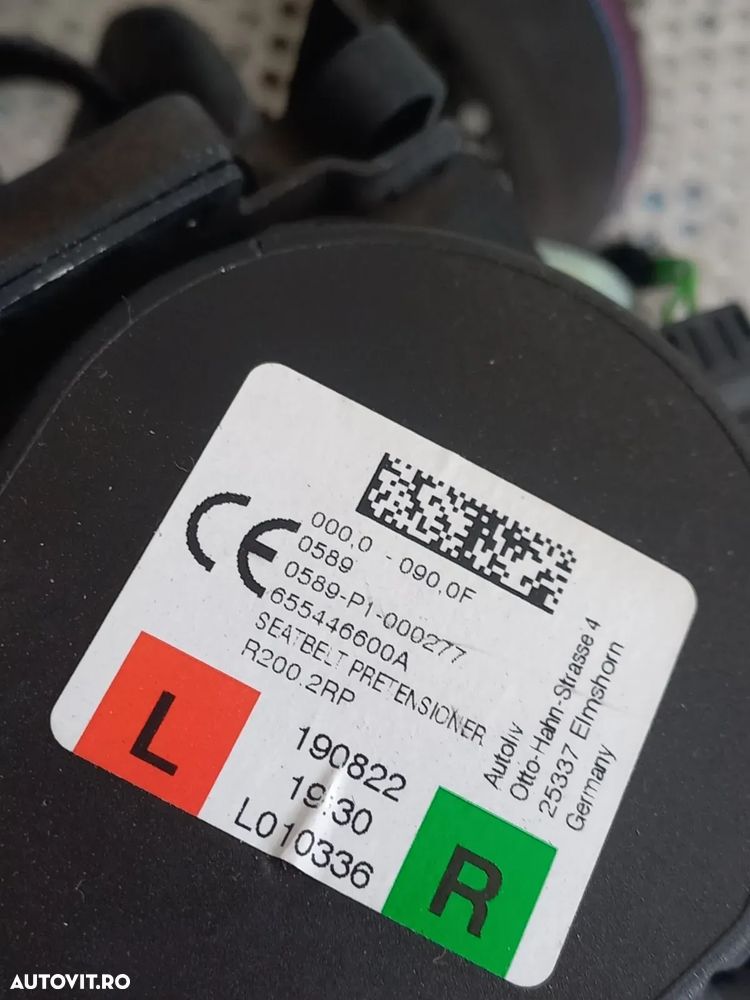 CE
000.0 - 090.0F
0589
0589-P1-000277
655446600A
SEATBELT PRETENSIONER
R200.2RP
L
190822
19:30
L010336
R
Autoliv
Otto-Hahn-Strasse 4
25337 Elmshorn
Germany
AUTOVIT.RO